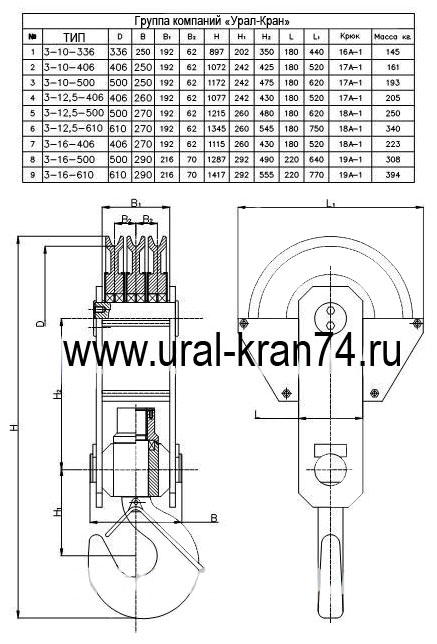 Группа компаний «Урал-Кран»
№ ТИП D B B₁ B₂ H H₁ H₂ L L₁ Крюк Масса кг.
1 3-10-336 336 250 192 62 897 202 350 180 440 16А-1 145
2 3-10-406 406 250 192 62 1072 242 425 180 520 17А-1 161
3 3-10-500 500 250 192 62 1172 242 475 180 620 17А-1 193
4 3-12,5-406 406 260 192 62 1077 242 430 180 520 17А-1 205
5 3-12,5-500 500 270 192 62 1215 260 480 180 620 18А-1 250
6 3-12,5-610 610 270 192 62 1345 260 545 180 750 18А-1 340
7 3-16-406 406 270 192 62 1115 260 430 180 520 18А-1 223
8 3-16-500 500 290 216 70 1287 292 490 220 640 19А-1 308
9 3-16-610 610 290 216 70 1417 292 555 220 770 19А-1 394
B₁
L₁
B₂ B₂
D
www.ural-kran74.ru
H₂
L
H
H₁
B